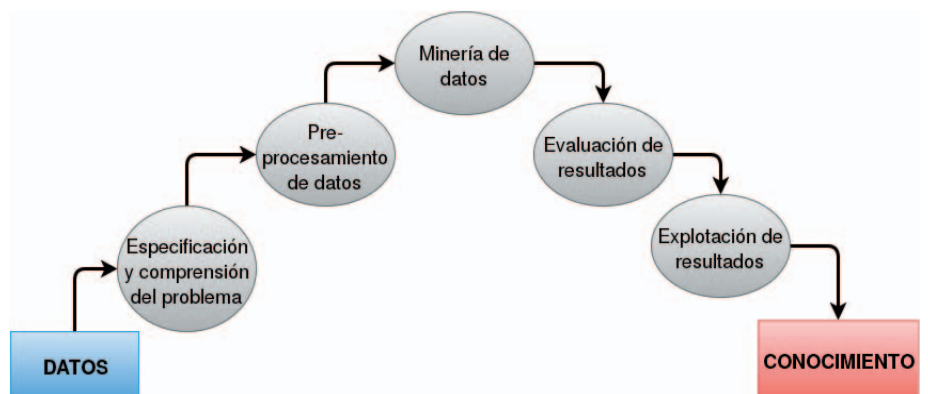 DATOS
Especificación
y comprensión
del problema
Pre-
procesamiento
de datos
Minería de
datos
Evaluación de
resultados
Explotación de
resultados
CONOCIMIENTO